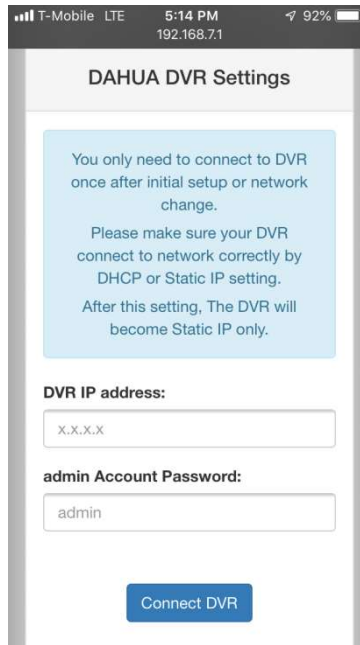 T-Mobile LTE 5:14 PM 92%
192.168.7.1
DAHUA DVR Settings
You only need to connect to DVR
once after initial setup or network
change.
Please make sure your DVR
connect to network correctly by
DHCP or Static IP setting.
After this setting, The DVR will
become Static IP only.
DVR IP address:
x.x.x.x
admin Account Password:
admin
Connect DVR